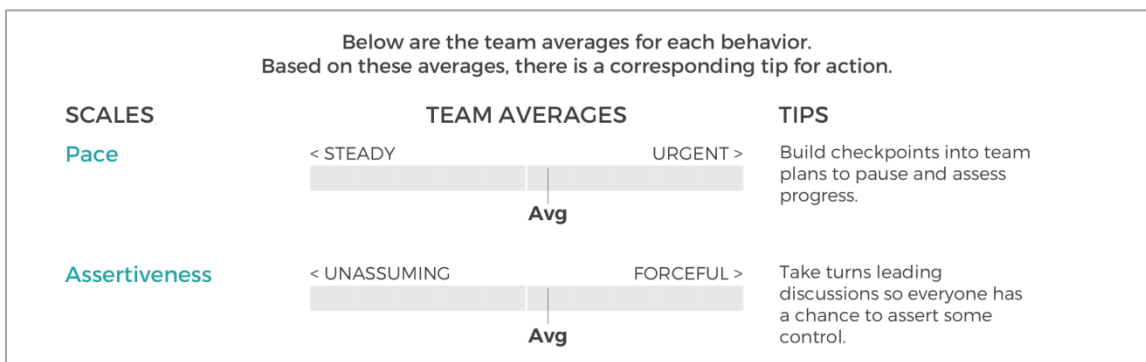 Below are the team averages for each behavior.
Based on these averages, there is a corresponding tip for action.
SCALES TEAM AVERAGES TIPS
Pace
< STEADY URGENT >
Avg
Build checkpoints into team
plans to pause and assess
progress.
Assertiveness
< UNASSUMING FORCEFUL >
Avg
Take turns leading
discussions so everyone has
a chance to assert some
control.